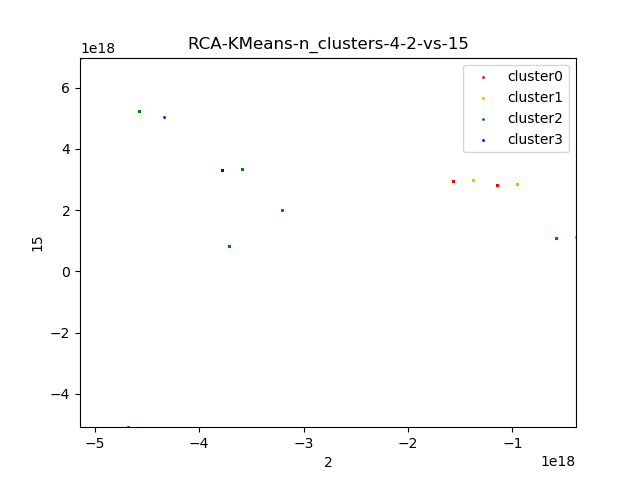 RCA-KMeans-n_clusters-4-2-vs-15
1e18
cluster0
cluster1
cluster2
cluster3
6
4
2
0
−2
−4
15
−5
−4
−3
−2
−1
1e18
2